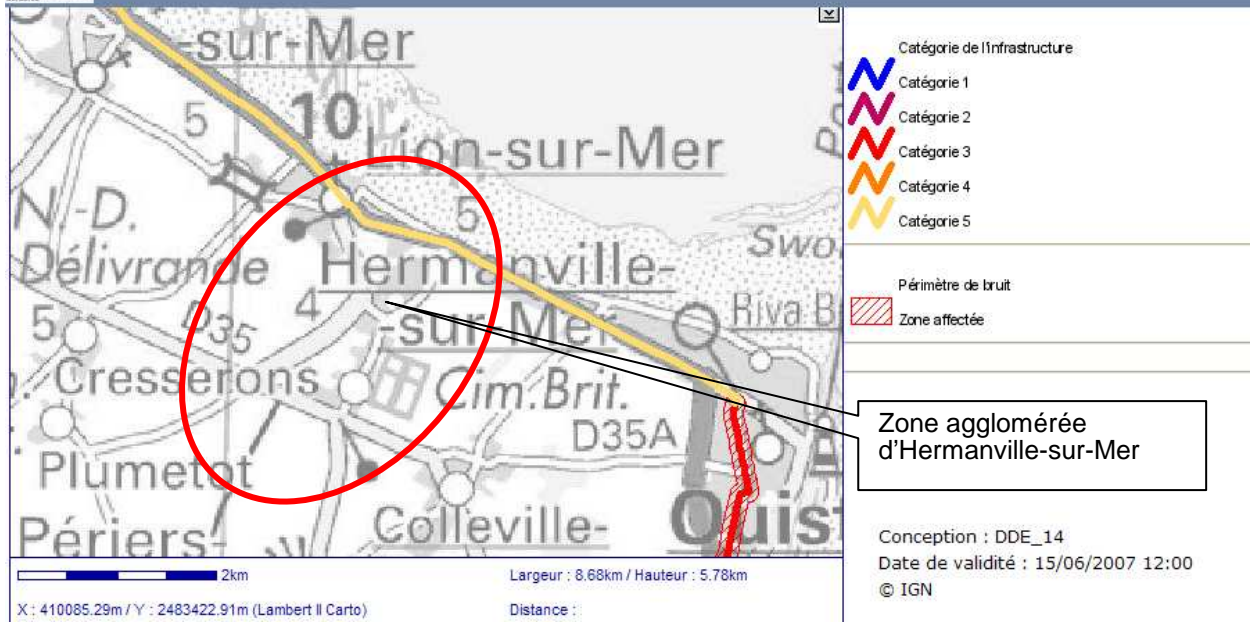 -sur-Mer
5
10
Lion-sur-Mer
N.-D.
Délivrande
5
Swo
Hermanville-
-sur-Mer
Riva B
4
5
D35
Cresserons
Cim.Brit.
D35A
Plumetot
Périers-
Colleville-
Ouist
2km
Largeur : 8.68km / Hauteur : 5.78km
X : 410085.29m / Y : 2483422.91m (Lambert II Carto)
Distance :
Catégorie de l'infrastructure
Catégorie 1
Catégorie 2
Catégorie 3
Catégorie 4
Catégorie 5
Périmètre de bruit
Zone affectée
Zone agglomérée
d'Hermanville-sur-Mer
Conception : DDE_14
Date de validité : 15/06/2007 12:00
© IGN